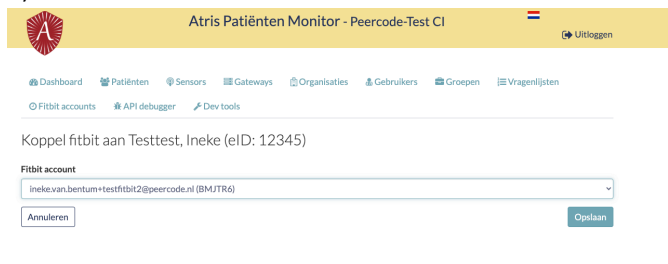 Atris Patiënten Monitor - Peercode-Test CI
Uitloggen
Dashboard Patiënten Sensors Gateways Organisaties Gebruikers Groepen Vragenlijsten
Fitbit accounts API debugger Dev tools
Koppel fitbit aan Testtest, Ineke (eID: 12345)
Fitbit account
ineke.van.bentum+testfitbit2@peercode.nl (BMJTR6)
Annuleren Opslaan